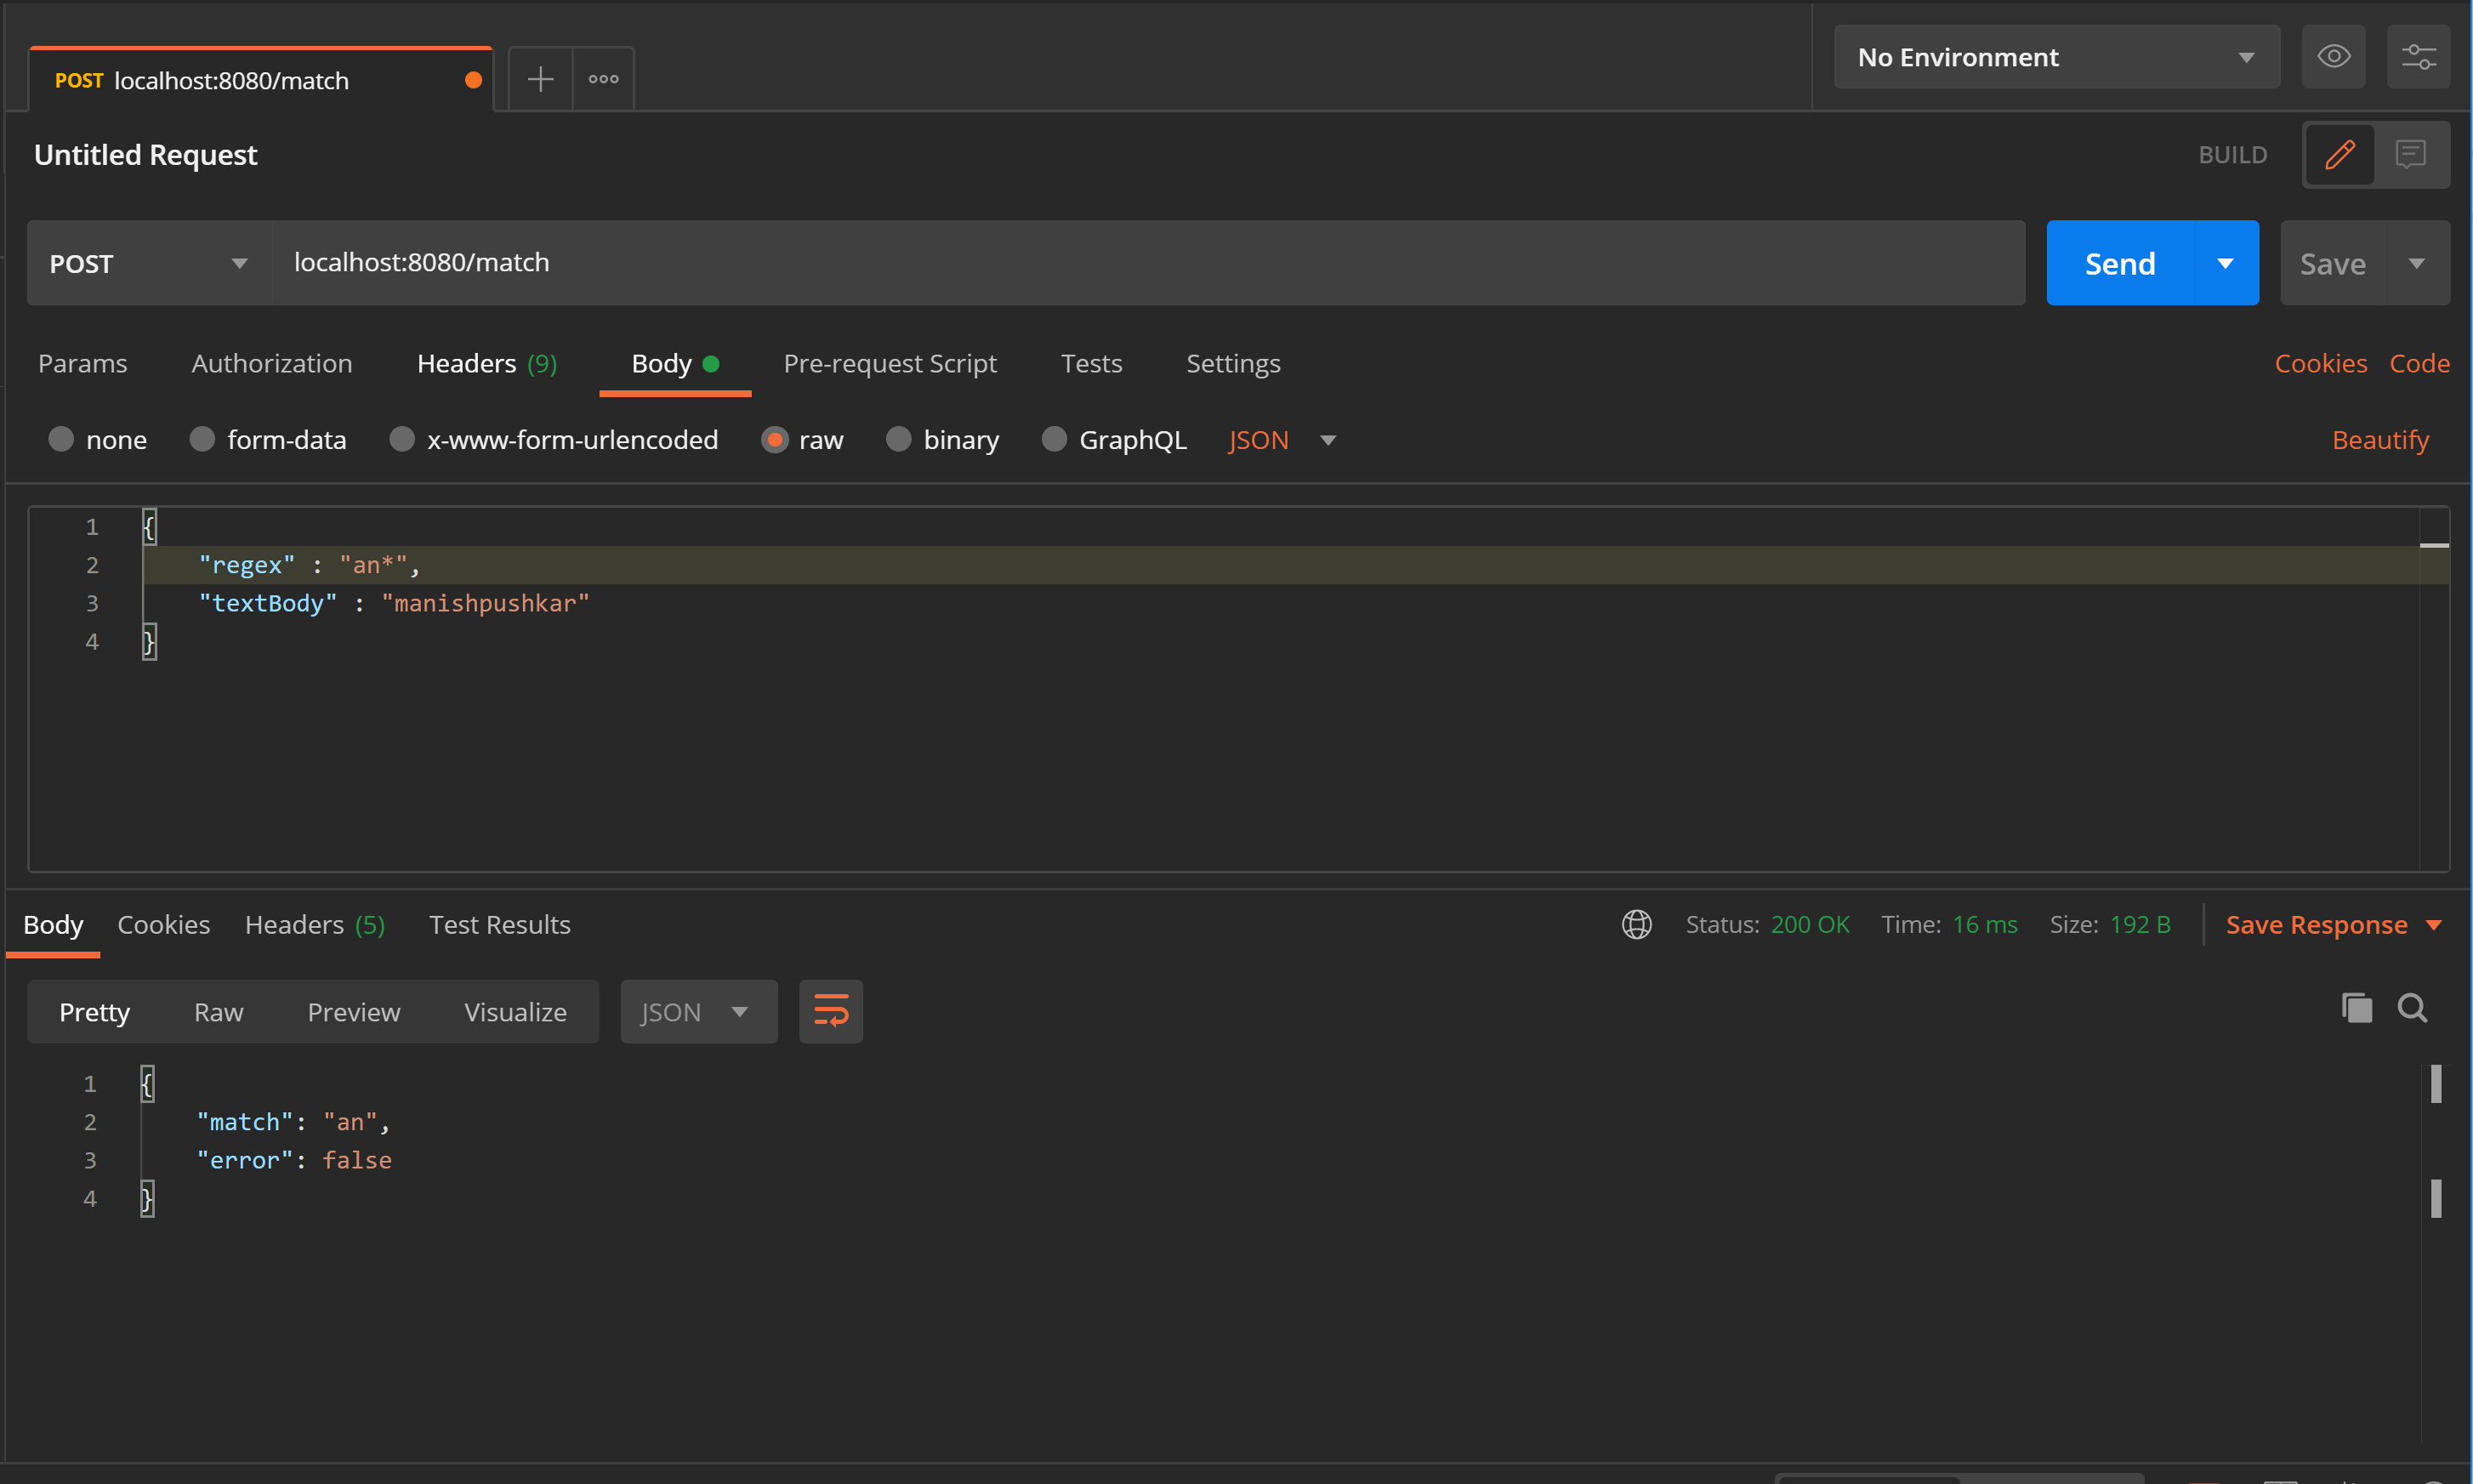 POST localhost:8080/match
No Environment
Untitled Request
BUILD
POST localhost:8080/match Send Save
Params Authorization Headers (9) Body Pre-request Script Tests Settings Cookies Code
none form-data x-www-form-urlencoded raw binary GraphQL JSON Beautify
1 {
2 "regex" : "an*",
3 "textBody" : "manishpushkar"
4 }
Body Cookies Headers (5) Test Results Status: 200 OK Time: 16 ms Size: 192 B Save Response
Pretty Raw Preview Visualize JSON
1 {
2 "match": "an",
3 "error": false
4 }